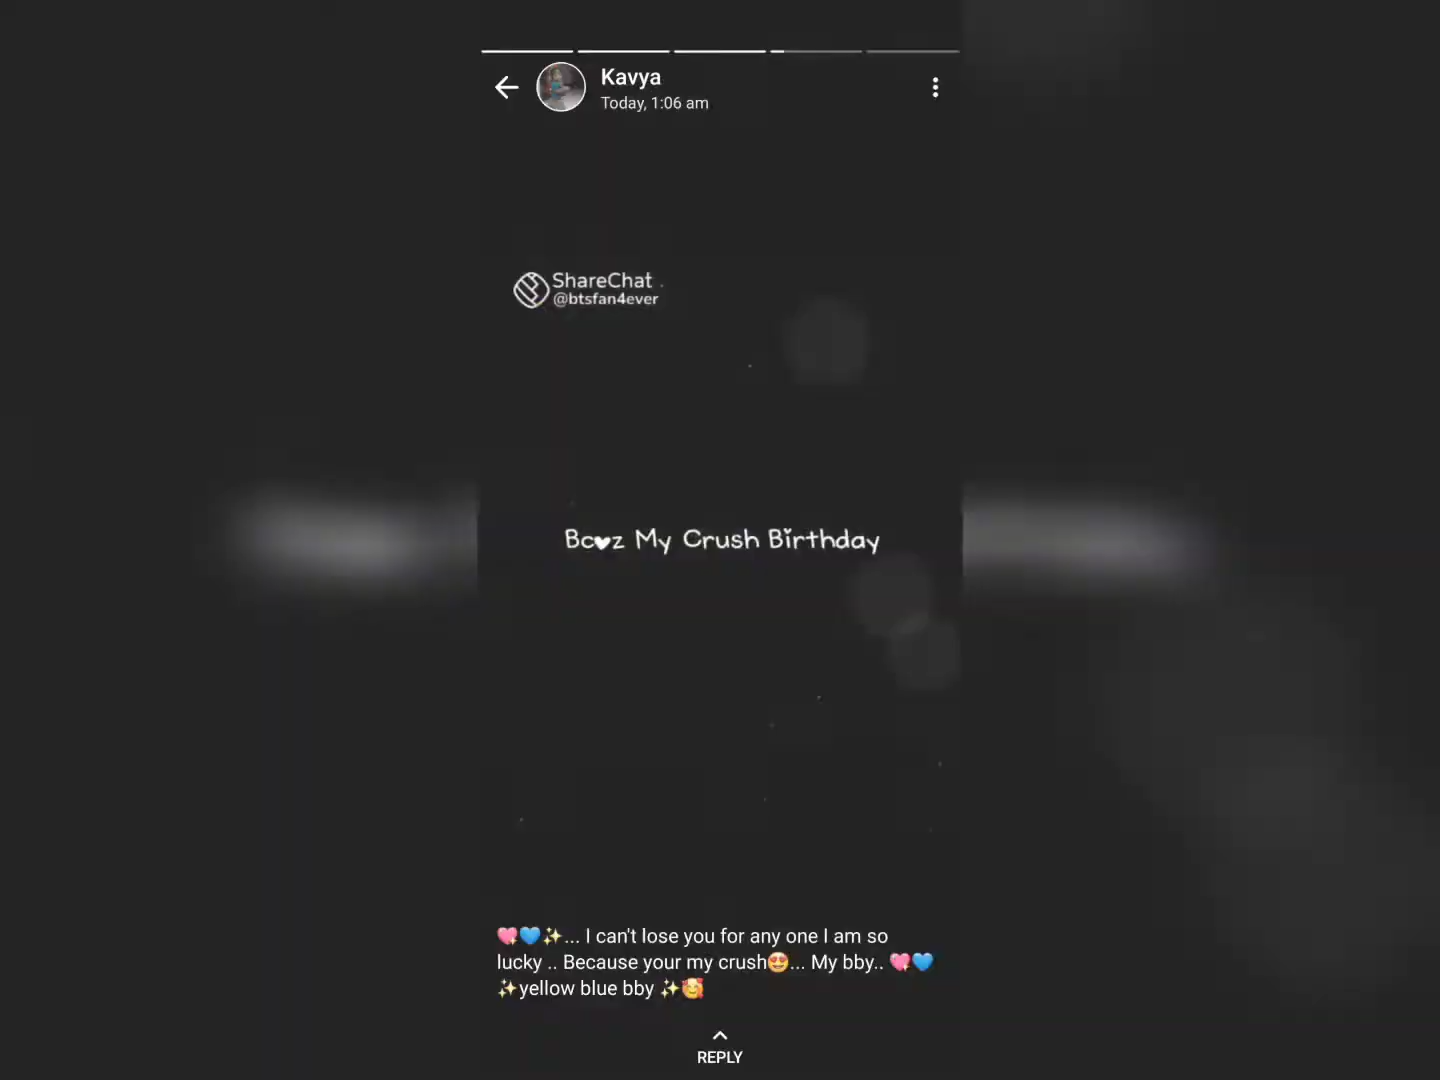 Kavya
Today, 1:06 am
ShareChat
@btsfan4ever
Bc♥z My Crush Birthday
💖💙✨... I can't lose you for any one I am so
lucky .. Because your my crush😍... My bby.. 💖💙
✨yellow blue bby ✨🥰
REPLY